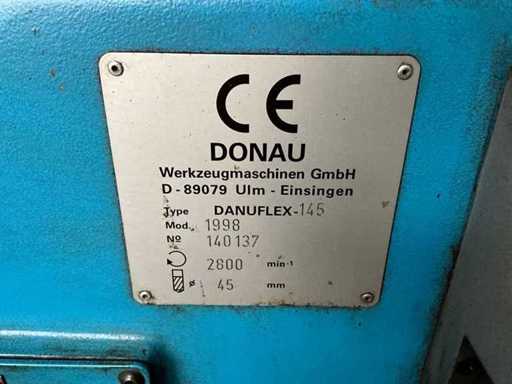 CE
DONAU
Werkzeugmaschinen GmbH
D - 89079 Ulm - Einsingen
Type DANUFLEX-145
Mod. 1998
No 140137
2800 min-1
ø 45 mm